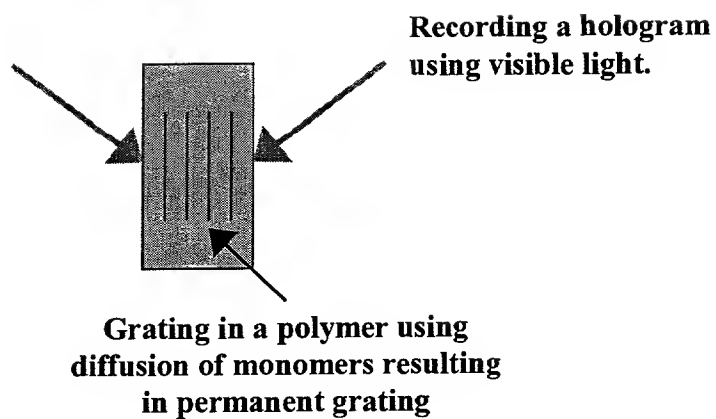 Recording a hologram
using visible light.
Grating in a polymer using
diffusion of monomers resulting
in permanent grating